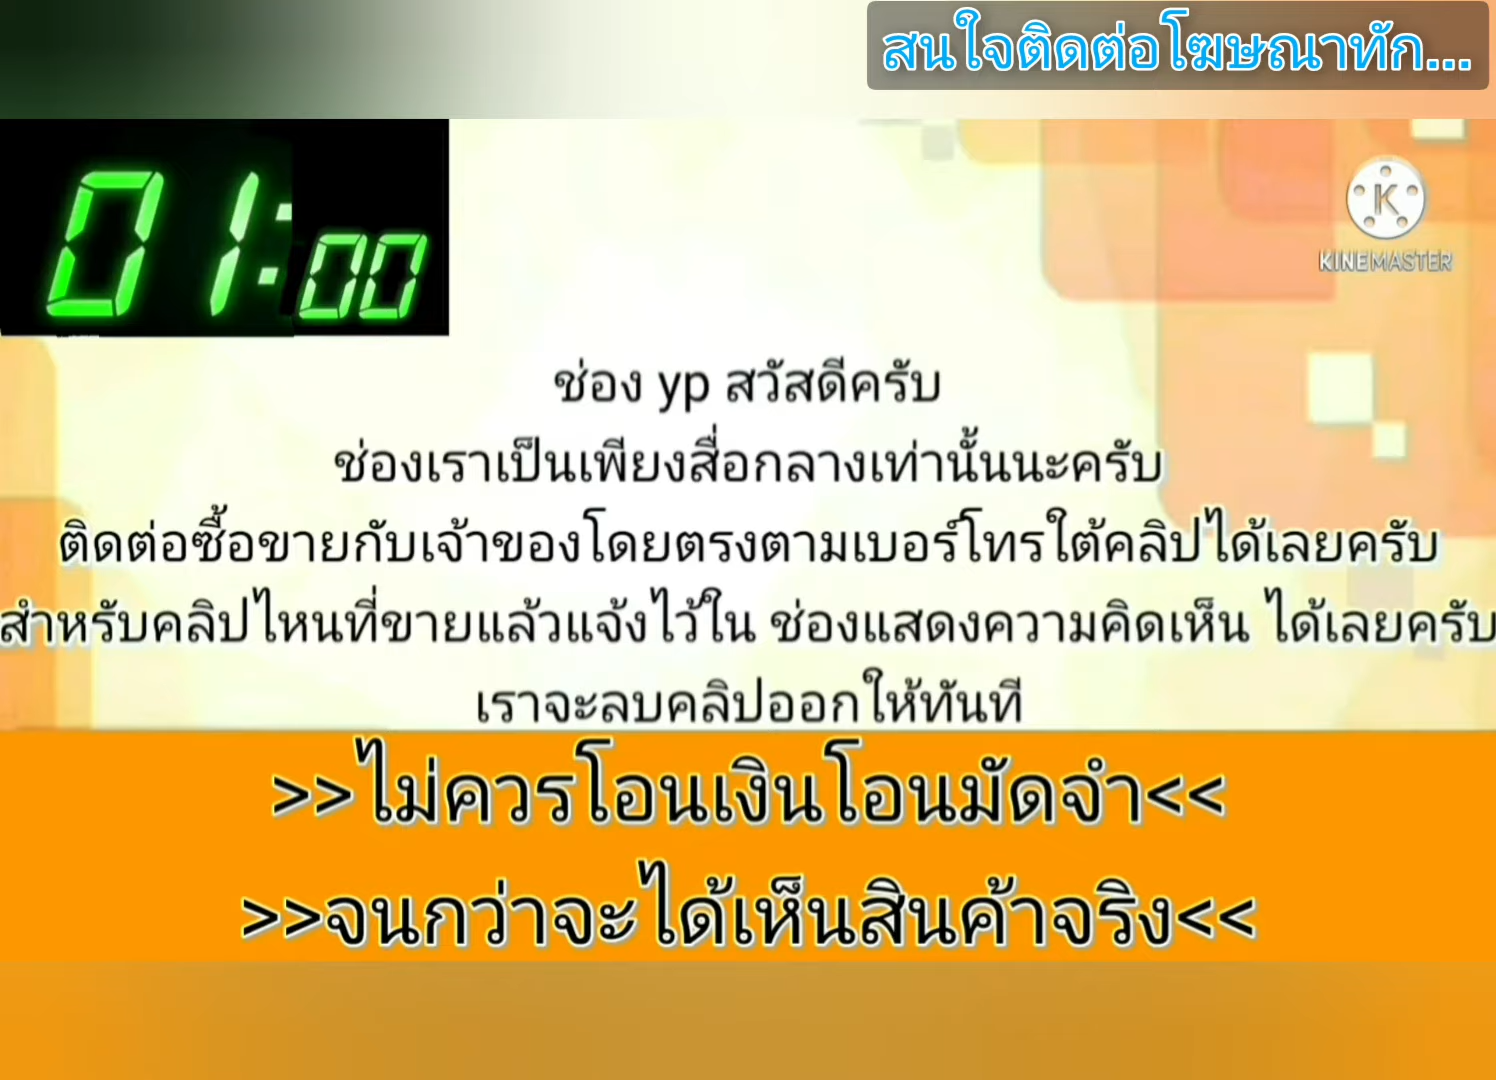 สนใจติดต่อโฆษณาทัก...
01:00
K
KINEMASTER
ช่อง yp สวัสดีครับ
ช่องเราเป็นเพียงสื่อกลางเท่านั้นนะครับ
ติดต่อซื้อขายกับเจ้าของโดยตรงตามเบอร์โทรใต้คลิปได้เลยครับ
สำหรับคลิปไหนที่ขายแล้วแจ้งไว้ใน ช่องแสดงความคิดเห็น ได้เลยครับ
เราจะลบคลิปออกให้ทันที
>>ไม่ควรโอนเงินโอนมัดจำ<<
>>จนกว่าจะได้เห็นสินค้าจริง<<